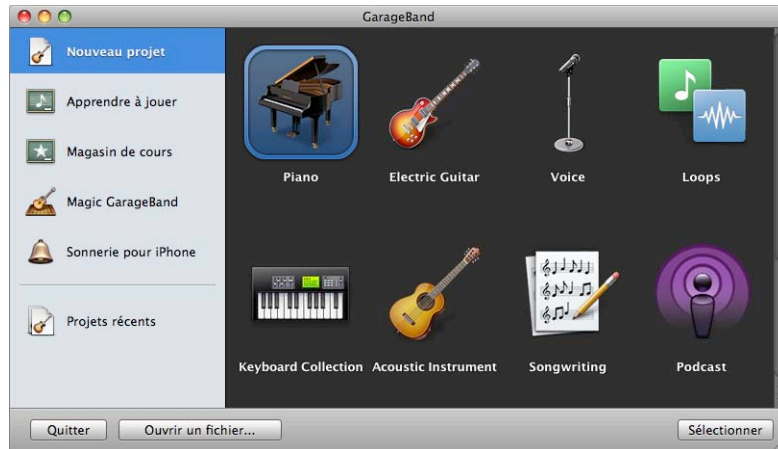 GarageBand
Nouveau projet
Apprendre à jouer
Magasin de cours
Magic GarageBand
Sonnerie pour iPhone
Projets récents
Piano
Electric Guitar
Voice
Loops
Keyboard Collection
Acoustic Instrument
Songwriting
Podcast
Quitter
Ouvrir un fichier...
Sélectionner